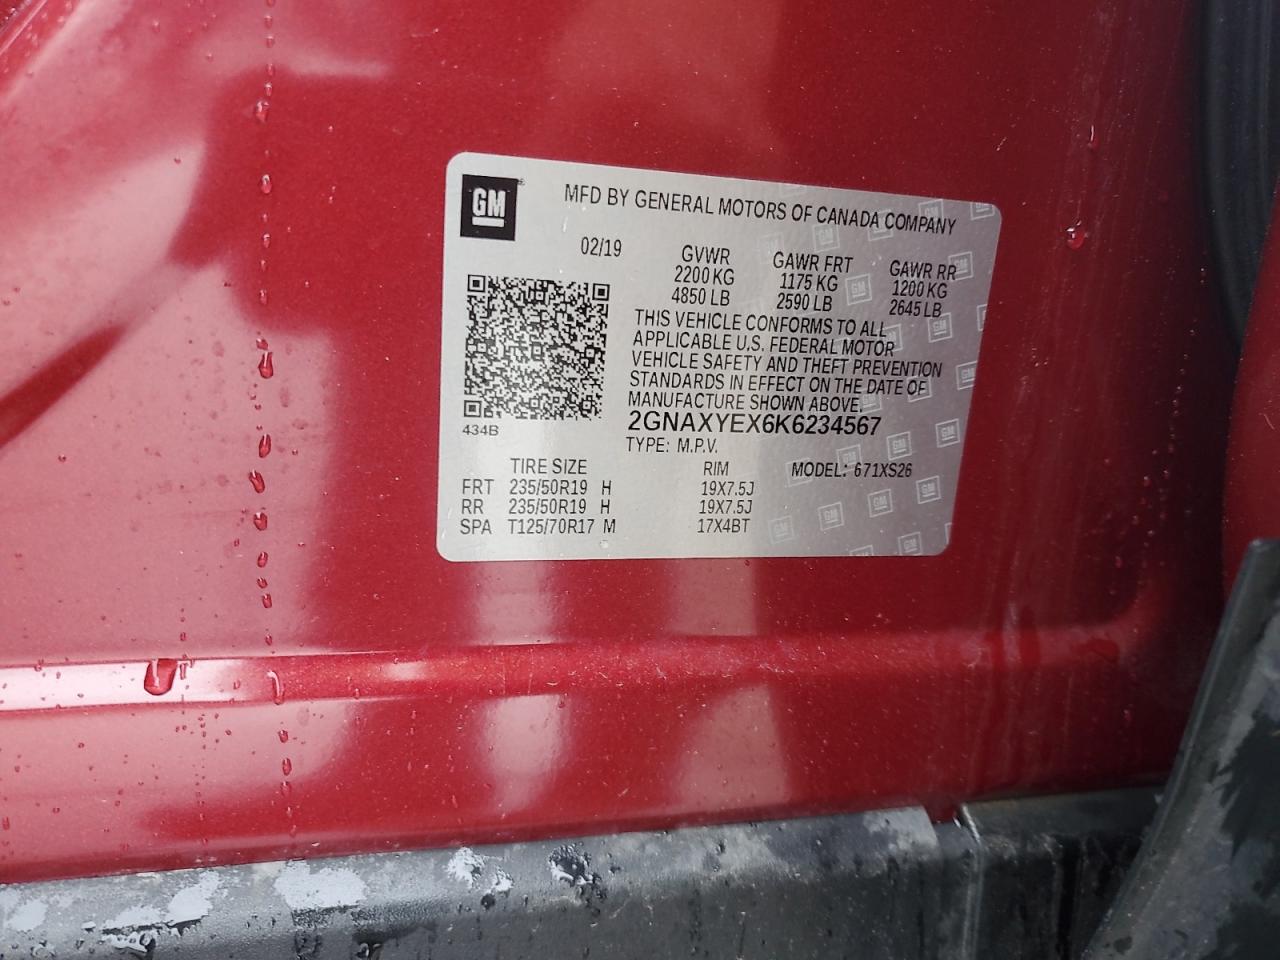 GM
MFD BY GENERAL MOTORS OF CANADA COMPANY
02/19 GVWR GAWR FRT GAWR RR
2200 KG 1175 KG 1200 KG
4850 LB 2590 LB 2645 LB
THIS VEHICLE CONFORMS TO ALL
APPLICABLE U.S. FEDERAL MOTOR
VEHICLE SAFETY AND THEFT PREVENTION
STANDARDS IN EFFECT ON THE DATE OF
MANUFACTURE SHOWN ABOVE.
434B
2GNAXYEX6K6234567
TYPE: M.P.V.
TIRE SIZE RIM MODEL: 671XS26
FRT 235/50R19 H 19X7.5J
RR 235/50R19 H 19X7.5J
SPA T125/70R17 M 17X4BT